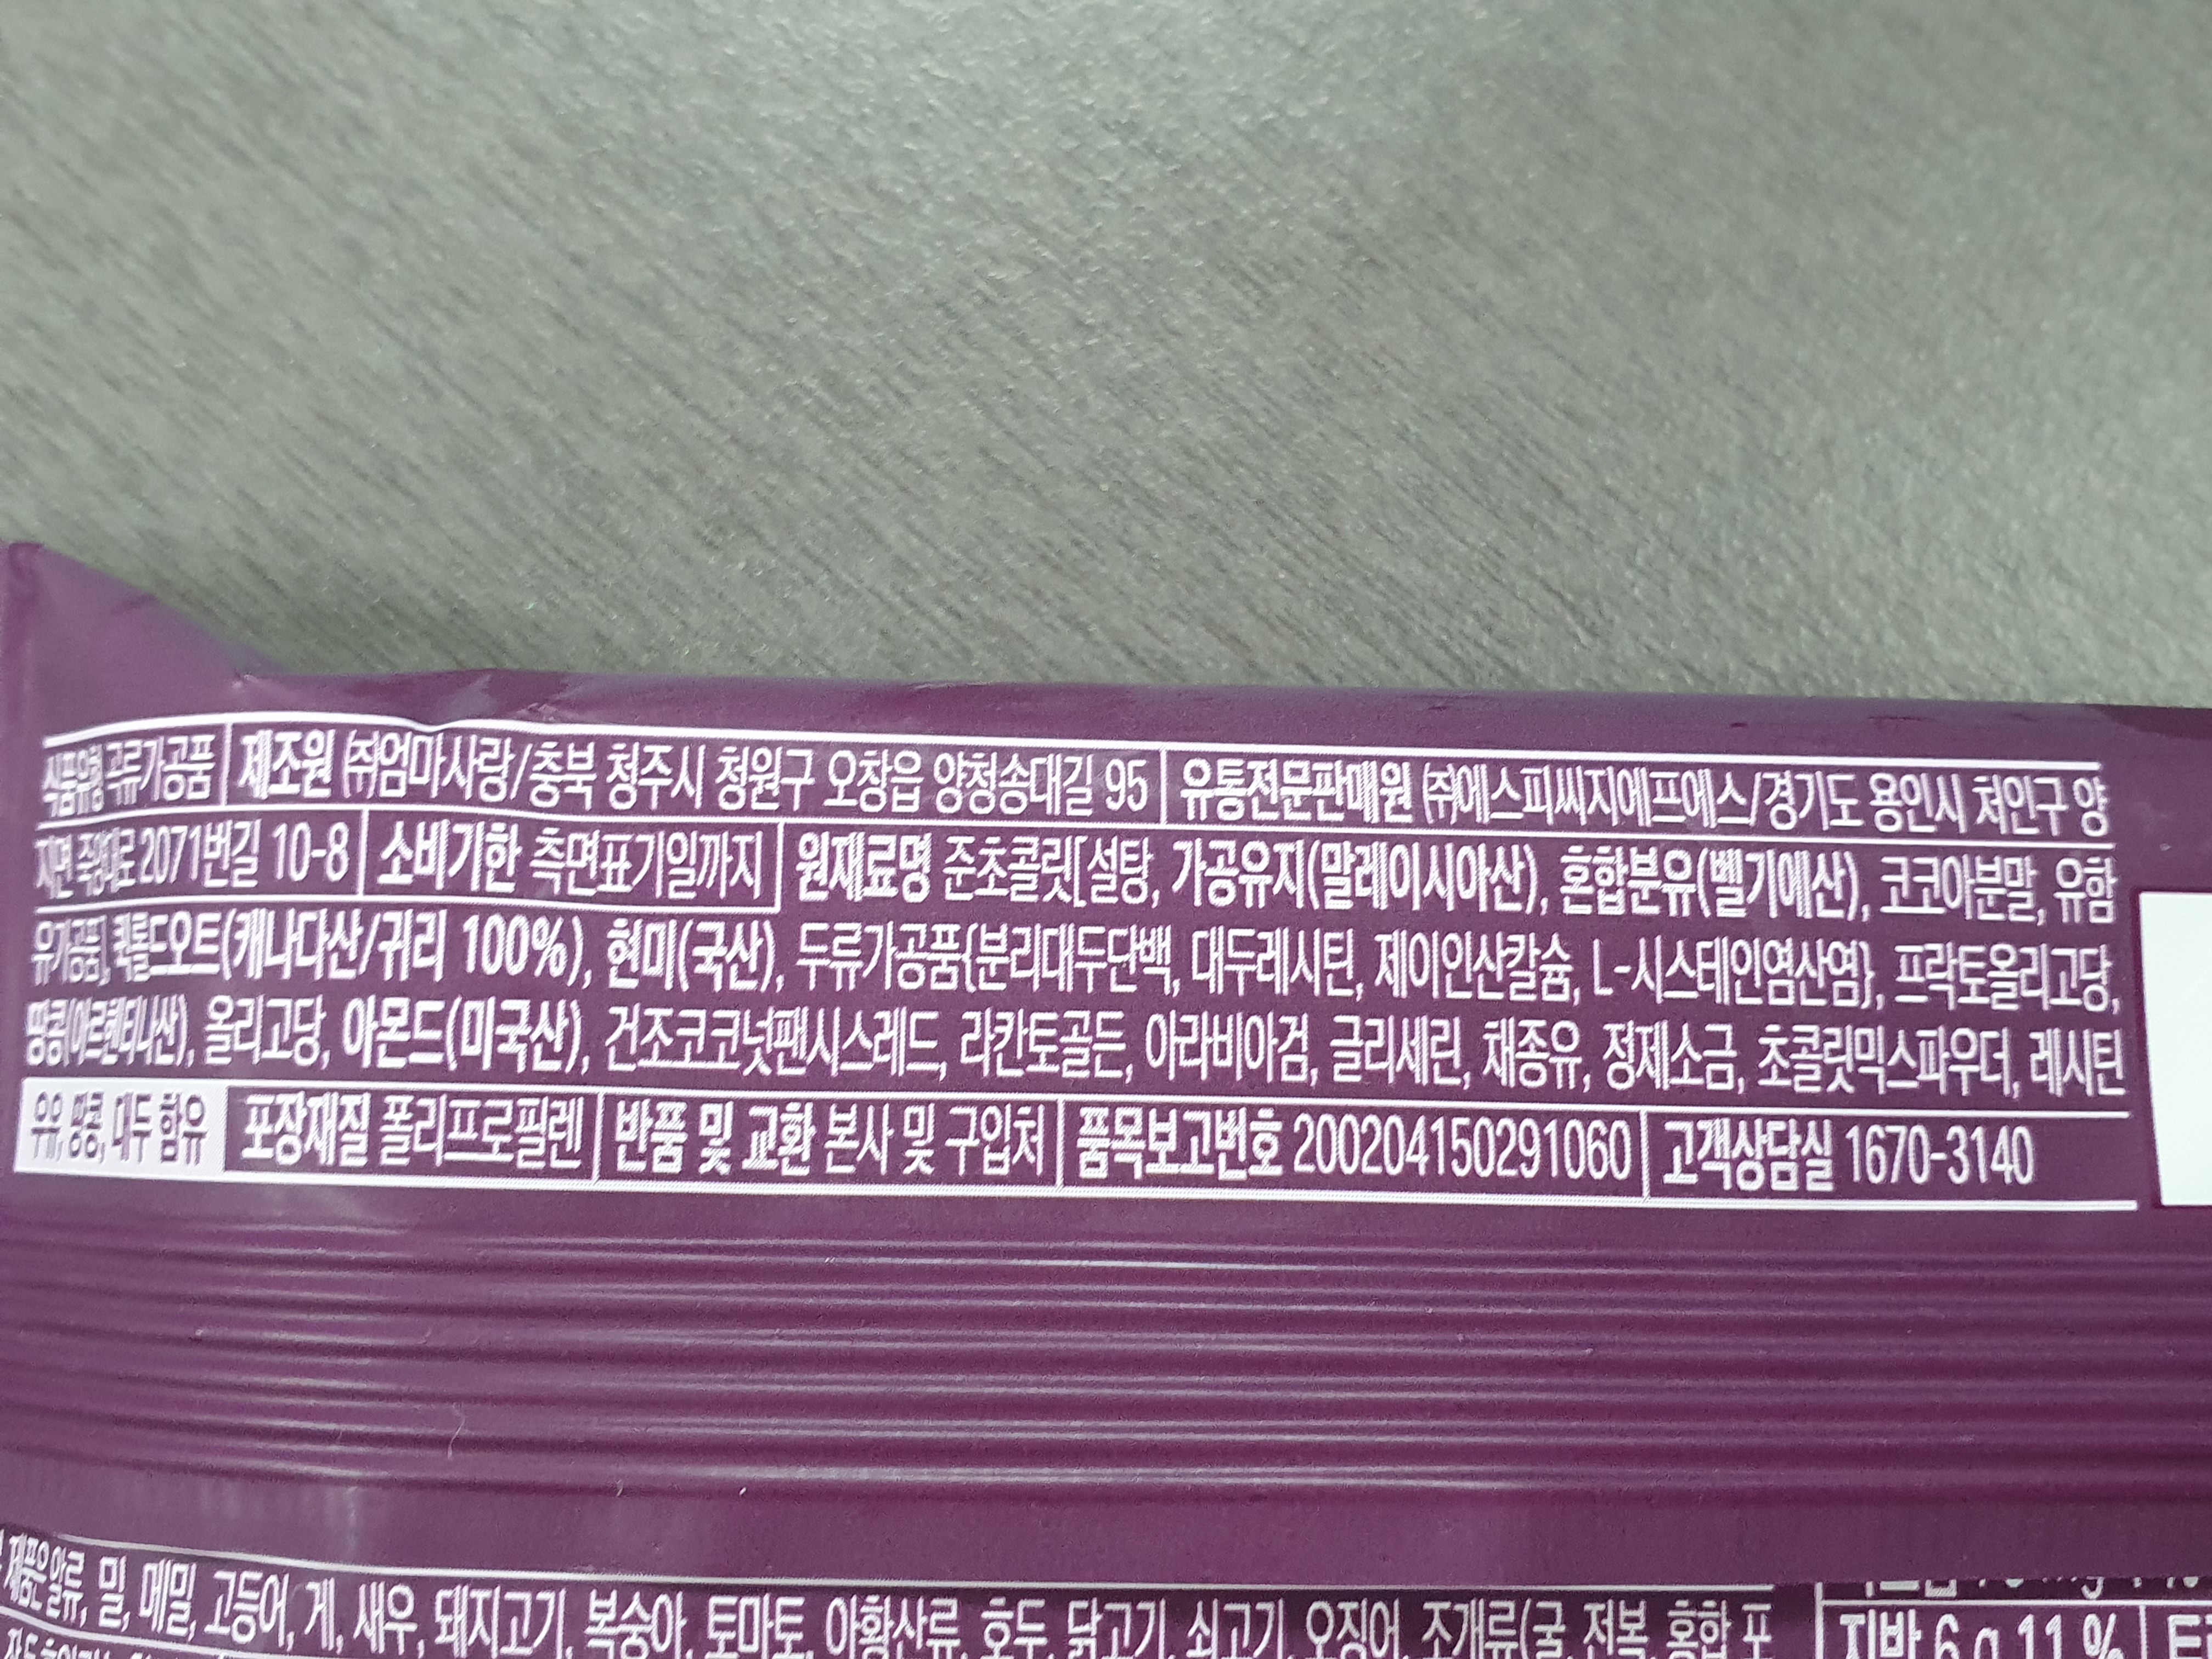 식품유형 곡류가공품 제조원 ㈜엄마사랑/충북 청주시 청원구 오창읍 양청송대길 95 유통전문판매원 ㈜에스피씨지에프에스/경기도 용인시 처인구 양
지면 죽양대로 2071번길 10-8 소비기한 측면표기일까지 원재료명 준초콜릿[설탕, 가공유지(말레이시아산), 혼합분유(벨기에산), 코코아분말, 유함
유가공품], 퀵롤드오트(캐나다산/귀리 100%), 현미(국산), 두류가공품{분리대두단백, 대두레시틴, 제이인산칼슘, L-시스테인염산염}, 프락토올리고당,
땅콩(아르헨티나산), 올리고당, 아몬드(미국산), 건조코코넛팬시스레드, 라칸토골든, 아라비아검, 글리세린, 채종유, 정제소금, 초콜릿믹스파우더, 레시틴
우유, 땅콩, 대두 함유 포장재질 폴리프로필렌 반품 및 교환 본사 및 구입처 품목보고번호 200204150291060 고객상담실 1670-3140
제품은 알류, 밀, 메밀, 고등어, 게, 새우, 돼지고기, 복숭아, 토마토, 아황산류, 호두, 닭고기, 쇠고기, 오징어, 조개류(굴, 전복, 홍합 포
지방 6 g 11 %